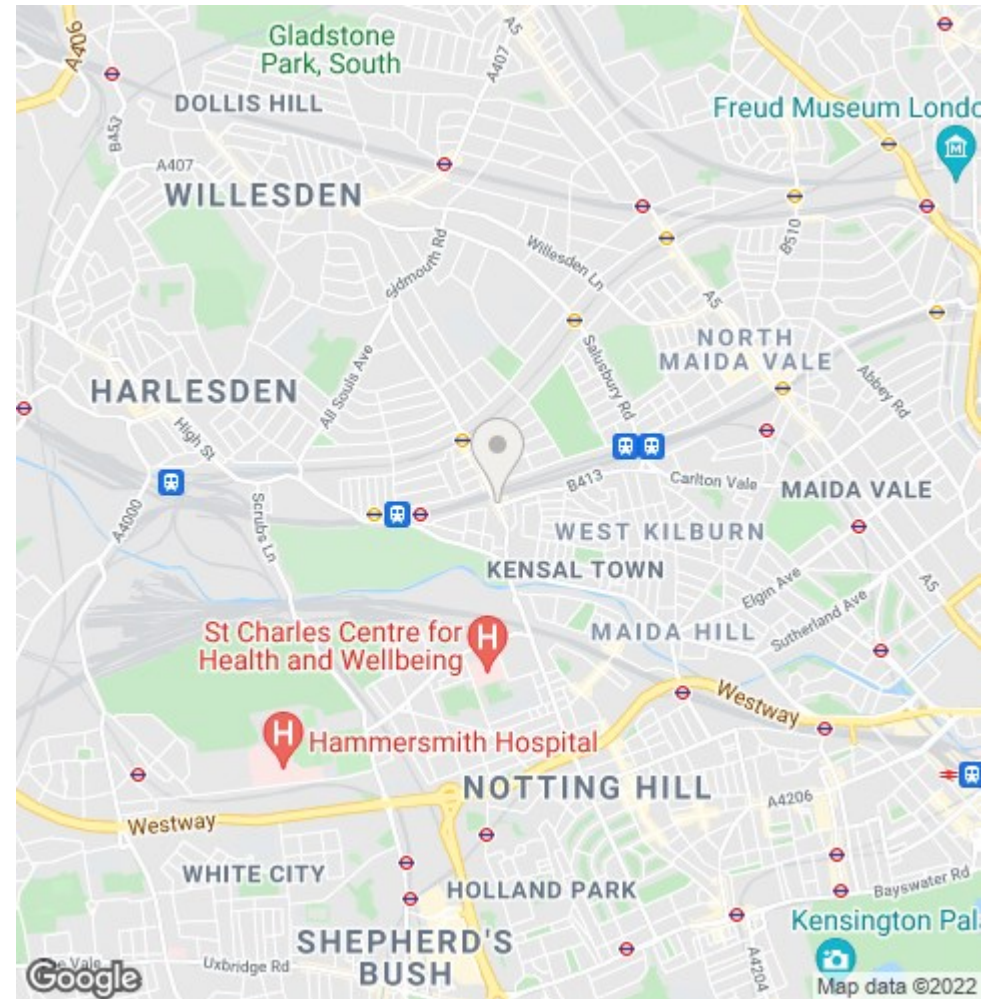 A406
Gladstone
Park, South
A5
A407
DOLLIS HILL
B453
A407
Freud Museum Londo
WILLESDEN
Sidmouth Rd
Willesden Ln
B510
A5
NORTH
MAIDA VALE
Salusbury Rd
Abbey Rd
HARLESDEN
All Souls Ave
High St
B413
Carlton Vale
MAIDA VALE
A4000
Scrubs Ln
WEST KILBURN
KENSAL TOWN
Elgin Ave
A5
Sutherland Ave
St Charles Centre for
Health and Wellbeing
H
MAIDA HILL
Westway
H
Hammersmith Hospital
NOTTING HILL
A4206
Westway
WHITE CITY
HOLLAND PARK
Bayswater Rd
Kensington Pal
SHEPHERD'S
BUSH
A4204
Vale
Uxbridge Rd
Google
Map data ©2022